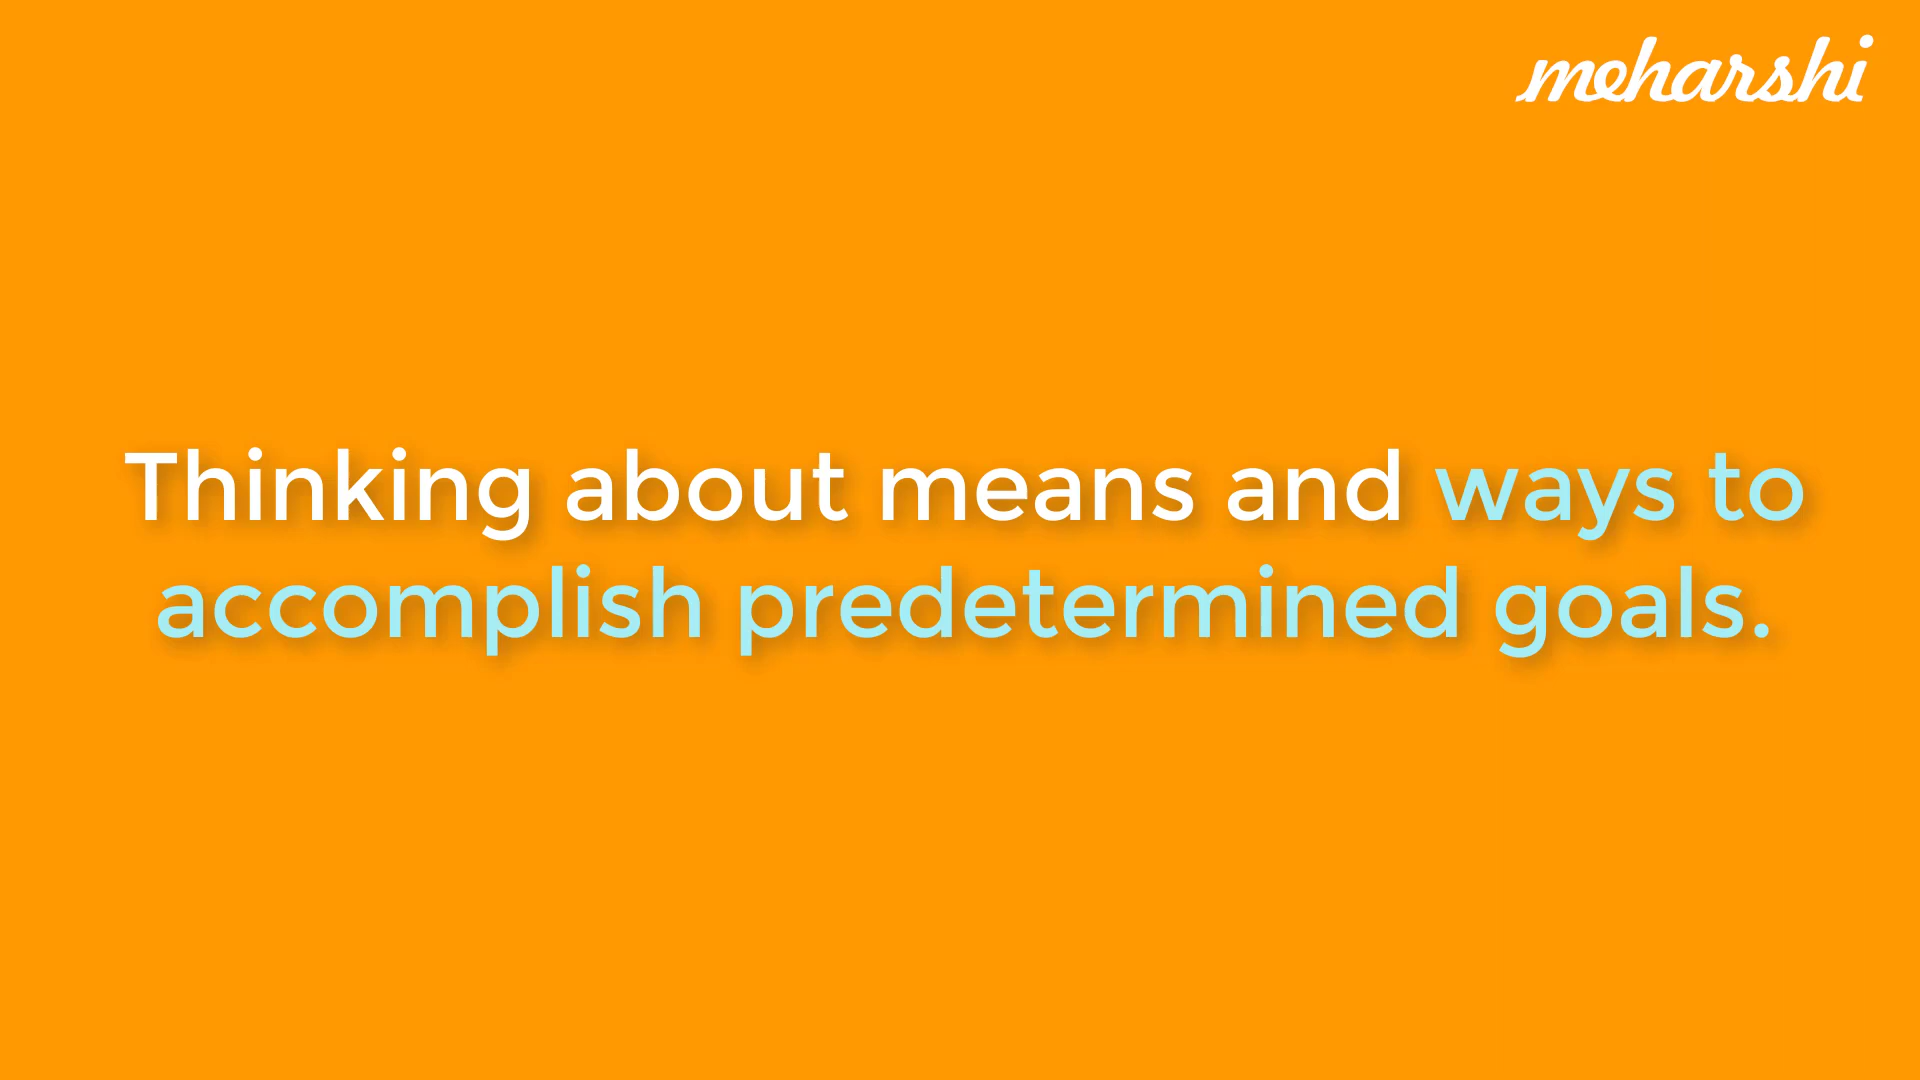 meharshi
Thinking about means and ways to
accomplish predetermined goals.